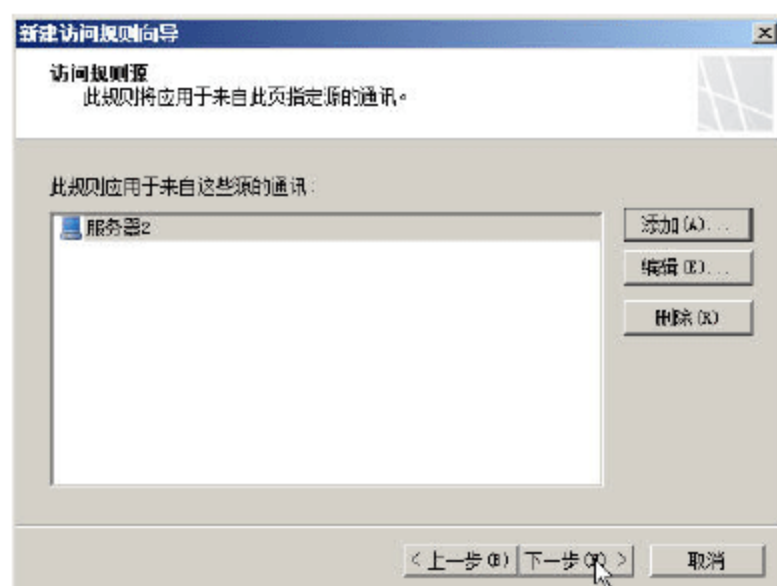 新建访问规则向导
访问规则源
此规则将应用于来自此页指定源的通讯。
此规则应用于来自这些源的通讯:
服务器2
添加(A)...
编辑(E)...
删除(R)
<上一步(B) 下一步(N)> 取消